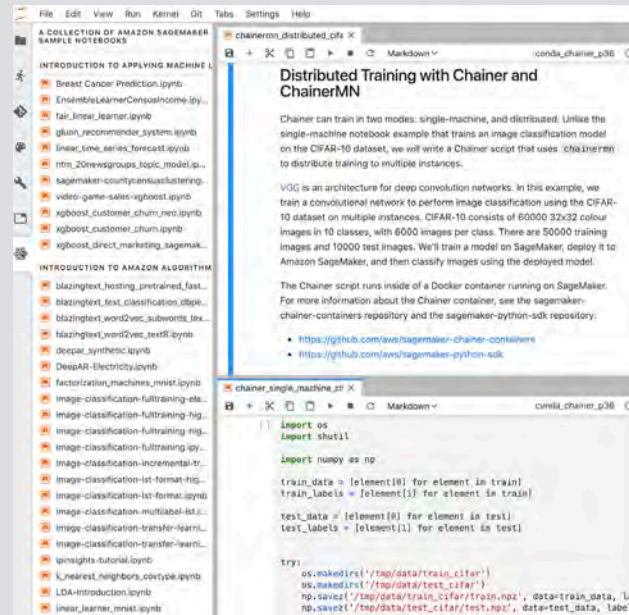 File Edit View Run Kernel Git Tabs Settings Help
A COLLECTION OF AMAZON SAGEMAKER
SAMPLE NOTEBOOKS
INTRODUCTION TO APPLYING MACHINE L
Breast Cancer Prediction.ipynb
EnsembleLearnerCensusIncome.ipy...
fair_linear_learner.ipynb
gluon_recommender_system.ipynb
linear_time_series_forecast.ipynb
ntm_20newsgroups_topic_model.ip...
sagemaker-countycensusclustering...
video-game-sales-xgboost.ipynb
xgboost_customer_churn_neo.ipynb
xgboost_customer_churn.ipynb
xgboost_direct_marketing_sagemak...
INTRODUCTION TO AMAZON ALGORITHM
blazingtext_hosting_pretrained_fast...
blazingtext_text_classification_dbpe...
blazingtext_word2vec_subwords_tex...
blazingtext_word2vec_text8.ipynb
deepar_synthetic.ipynb
DeepAR-Electricity.ipynb
factorization_machines_mnist.ipynb
Image-classification-fulltraining-ela...
Image-classification-fulltraining-hig...
Image-classification-fulltraining-hig...
Image-classification-fulltraining.ipy...
Image-classification-incremental-tr...
Image-classification-lst-format-hig...
Image-classification-lst-format.ipynb
Image-classification-multilabel-lst.i...
Image-classification-transfer-learni...
Image-classification-transfer-learni...
ipinsights-tutorial.ipynb
k_nearest_neighbors_covtype.ipynb
LDA-Introduction.ipynb
linear_learner_mnist.ipynb
chainermn_distributed_cifa
Markdown conda_chainer_p36
Distributed Training with Chainer and
ChainerMN
Chainer can train in two modes: single-machine, and distributed. Unlike the
single-machine notebook example that trains an image classification model
on the CIFAR-10 dataset, we will write a Chainer script that uses chainermn
to distribute training to multiple instances.
VGG is an architecture for deep convolution networks. In this example, we
train a convolutional network to perform image classification using the CIFAR-
10 dataset on multiple instances. CIFAR-10 consists of 60000 32x32 colour
images in 10 classes, with 6000 images per class. There are 50000 training
images and 10000 test images. We'll train a model on SageMaker, deploy it to
Amazon SageMaker, and then classify images using the deployed model.
The Chainer script runs inside of a Docker container running on SageMaker.
For more information about the Chainer container, see the sagemaker-
chainer-containers repository and the sagemaker-python-sdk repository:
https://github.com/aws/sagemaker-chainer-containers
https://github.com/aws/sagemaker-python-sdk
chainer_single_machine_cif
Markdown conda_chainer_p36
[ ] import os
import shutil
import numpy as np
train_data = [element[0] for element in train]
train_labels = [element[1] for element in train]
test_data = [element[0] for element in test]
test_labels = [element[1] for element in test]
try:
os.makedirs('/tmp/data/train_cifar')
os.makedirs('/tmp/data/test_cifar')
np.savez('/tmp/data/train_cifar/train.npz', data=train_data, la
np.savez('/tmp/data/test_cifar/test.npz', data=test_data, label